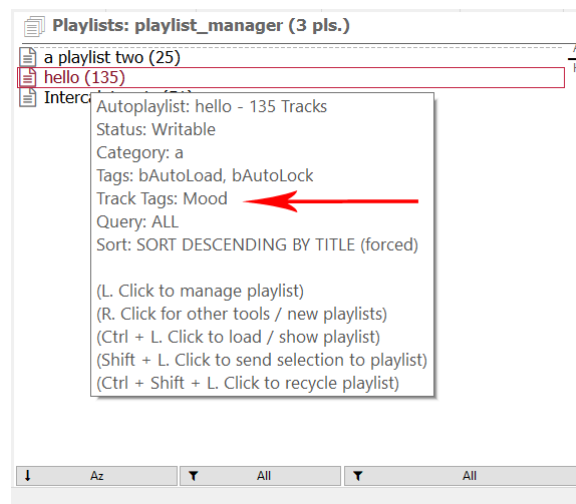 Playlists: playlist_manager (3 pls.)
a playlist two (25)
hello (135)
Autoplaylist: hello - 135 Tracks
Status: Writable
Category: a
Tags: bAutoLoad, bAutoLock
Track Tags: Mood
Query: ALL
Sort: SORT DESCENDING BY TITLE (forced)
(L. Click to manage playlist)
(R. Click for other tools / new playlists)
(Ctrl + L. Click to load / show playlist)
(Shift + L. Click to send selection to playlist)
(Ctrl + Shift + L. Click to recycle playlist)
Az
All
All